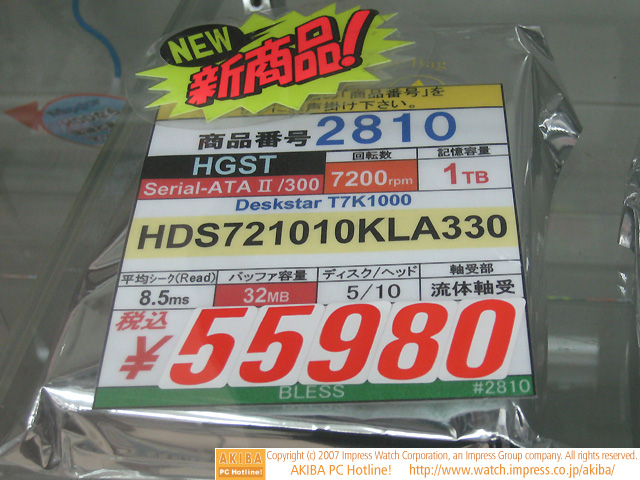 NEW
新商品!
商品番号」を
声掛け下さい。
商品番号 2810
HGST
回転数
記憶容量
Serial-ATA II /300
7200rpm
1TB
Deskstar T7K1000
HDS721010KLA330
平均シーク(Read)
バッファ容量
ディスク/ヘッド
軸受部
8.5ms
32MB
5/10
流体軸受
税込
¥55980
BLESS
#2810
AKIBA
PC Hotline!
Copyright (c) 2007 Impress Watch Corporation, an Impress Group company. All rights reserved.
AKIBA PC Hotline! http://www.watch.impress.co.jp/akiba/